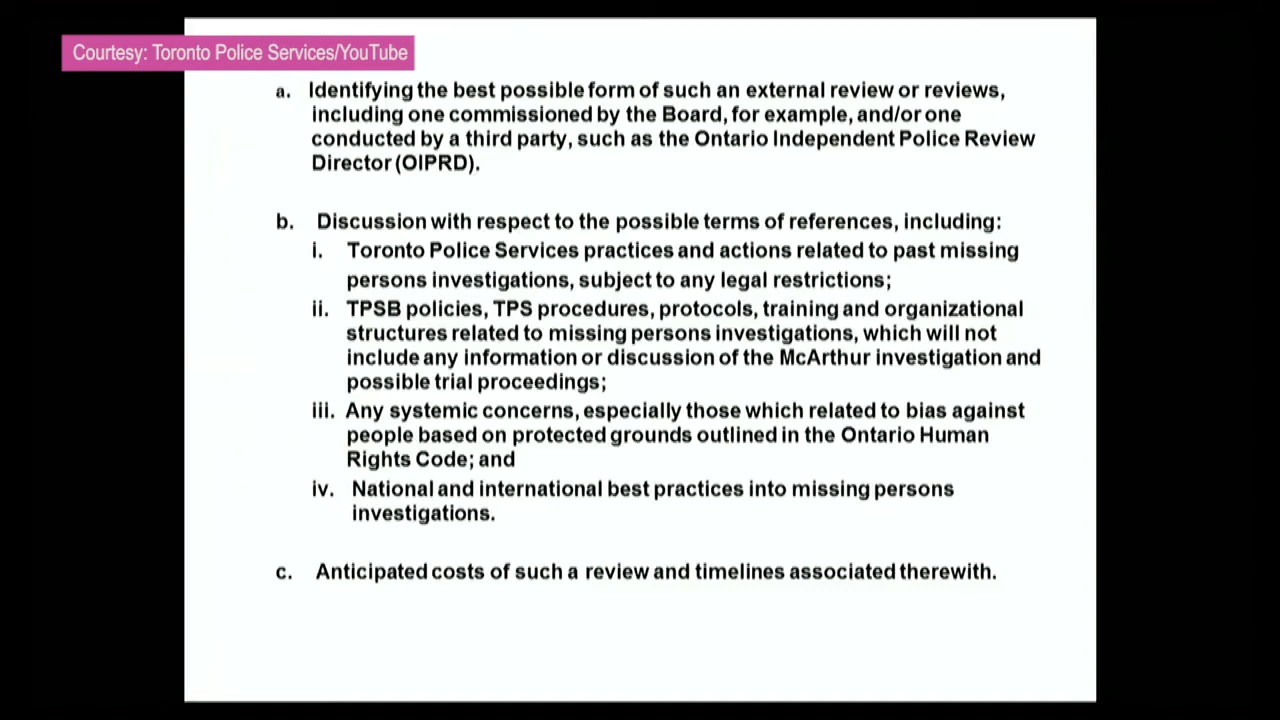 Courtesy: Toronto Police Services/YouTube
a. Identifying the best possible form of such an external review or reviews,
including one commissioned by the Board, for example, and/or one
conducted by a third party, such as the Ontario Independent Police Review
Director (OIPRD).
b. Discussion with respect to the possible terms of references, including:
i. Toronto Police Services practices and actions related to past missing
persons investigations, subject to any legal restrictions;
ii. TPSB policies, TPS procedures, protocols, training and organizational
structures related to missing persons investigations, which will not
include any information or discussion of the McArthur investigation and
possible trial proceedings;
iii. Any systemic concerns, especially those which related to bias against
people based on protected grounds outlined in the Ontario Human
Rights Code; and
iv. National and international best practices into missing persons
investigations.
c. Anticipated costs of such a review and timelines associated therewith.